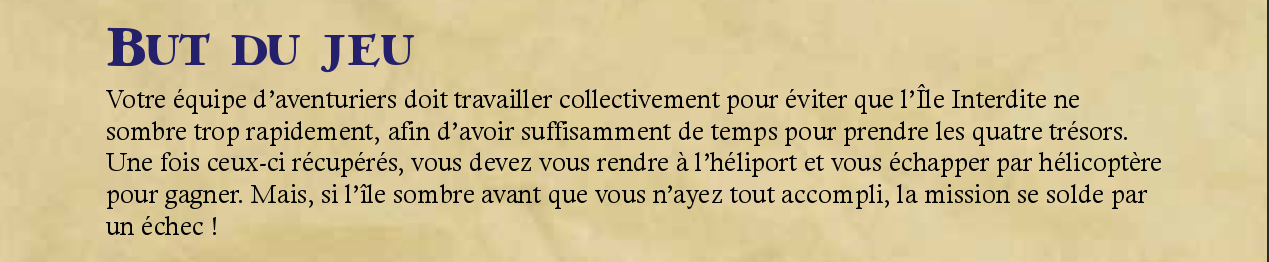 But du jeu
Votre équipe d’aventuriers doit travailler collectivement pour éviter que l’Île Interdite ne
sombre trop rapidement, afin d’avoir suffisamment de temps pour prendre les quatre trésors.
Une fois ceux-ci récupérés, vous devez vous rendre à l’héliport et vous échapper par hélicoptère
pour gagner. Mais, si l’île sombre avant que vous n’ayez tout accompli, la mission se solde par
un échec !